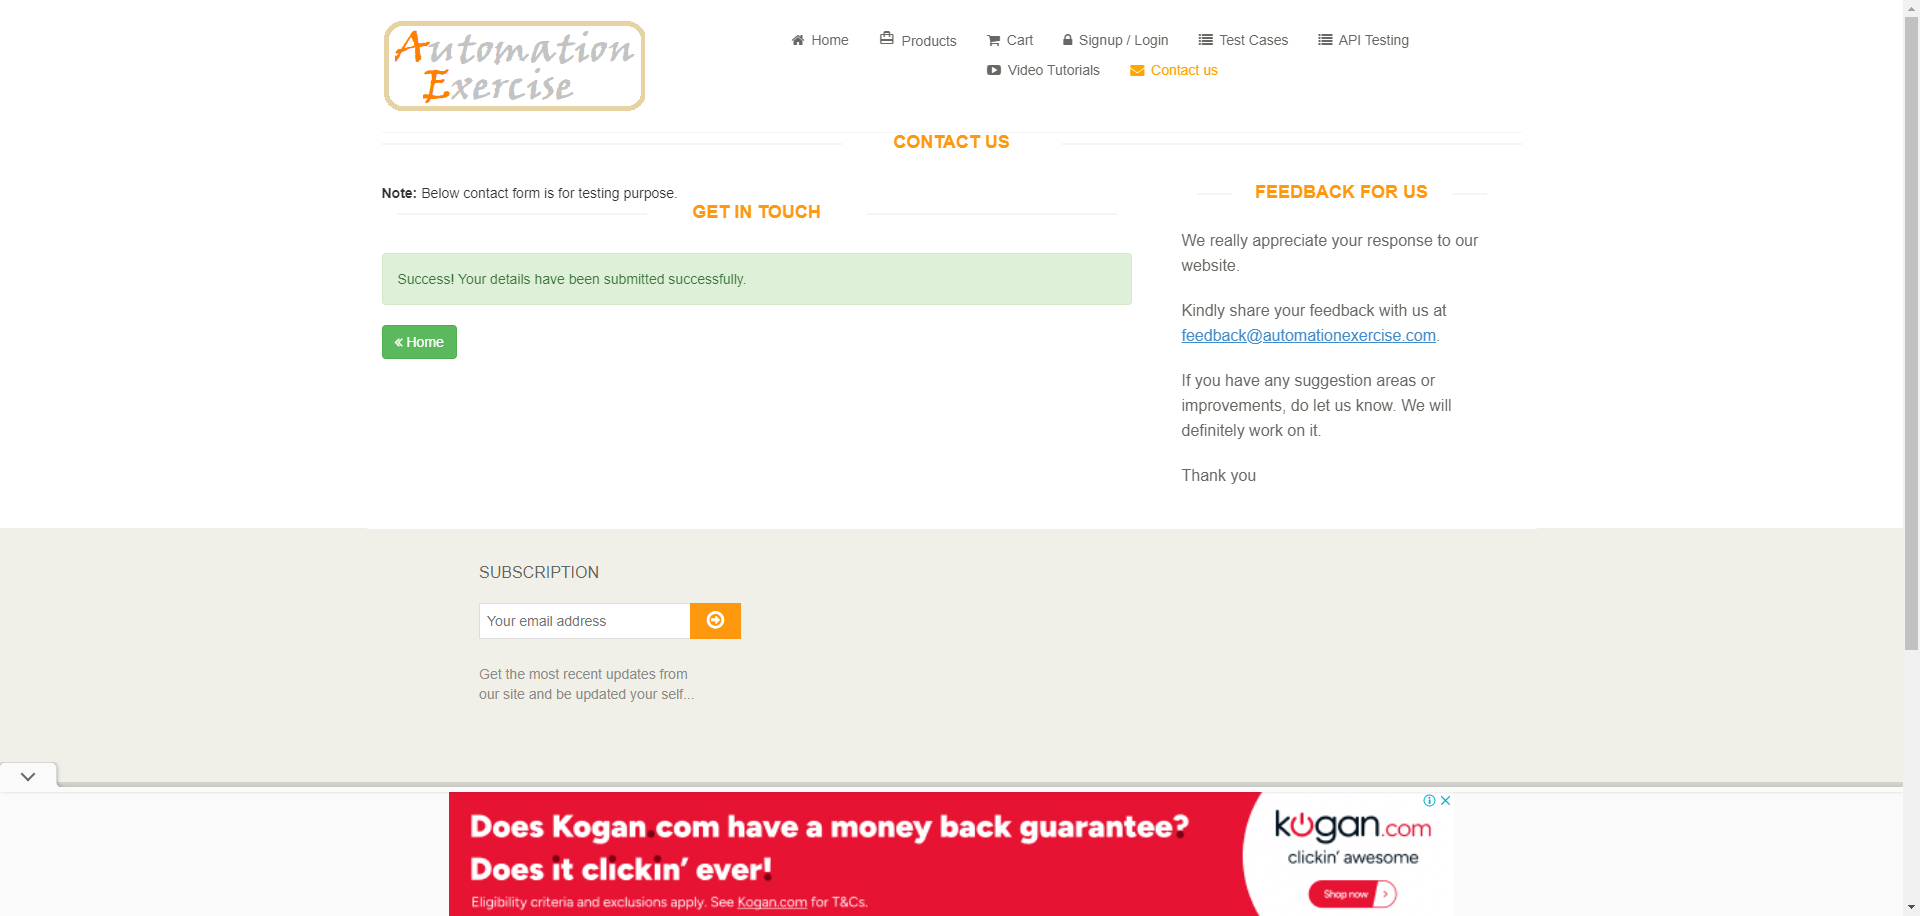 Automation
Exercise
Home
Products
Cart
Signup / Login
Test Cases
API Testing
Video Tutorials
Contact us
CONTACT US
Note: Below contact form is for testing purpose.
GET IN TOUCH
Success! Your details have been submitted successfully.
« Home
FEEDBACK FOR US
We really appreciate your response to our
website.
Kindly share your feedback with us at
feedback@automationexercise.com.
If you have any suggestion areas or
improvements, do let us know. We will
definitely work on it.
Thank you
SUBSCRIPTION
Your email address
Get the most recent updates from
our site and be updated your self...
Does Kogan.com have a money back guarantee?
Does it clickin' ever!
Eligibility criteria and exclusions apply. See Kogan.com for T&Cs.
kogan.com
clickin' awesome
Shop now